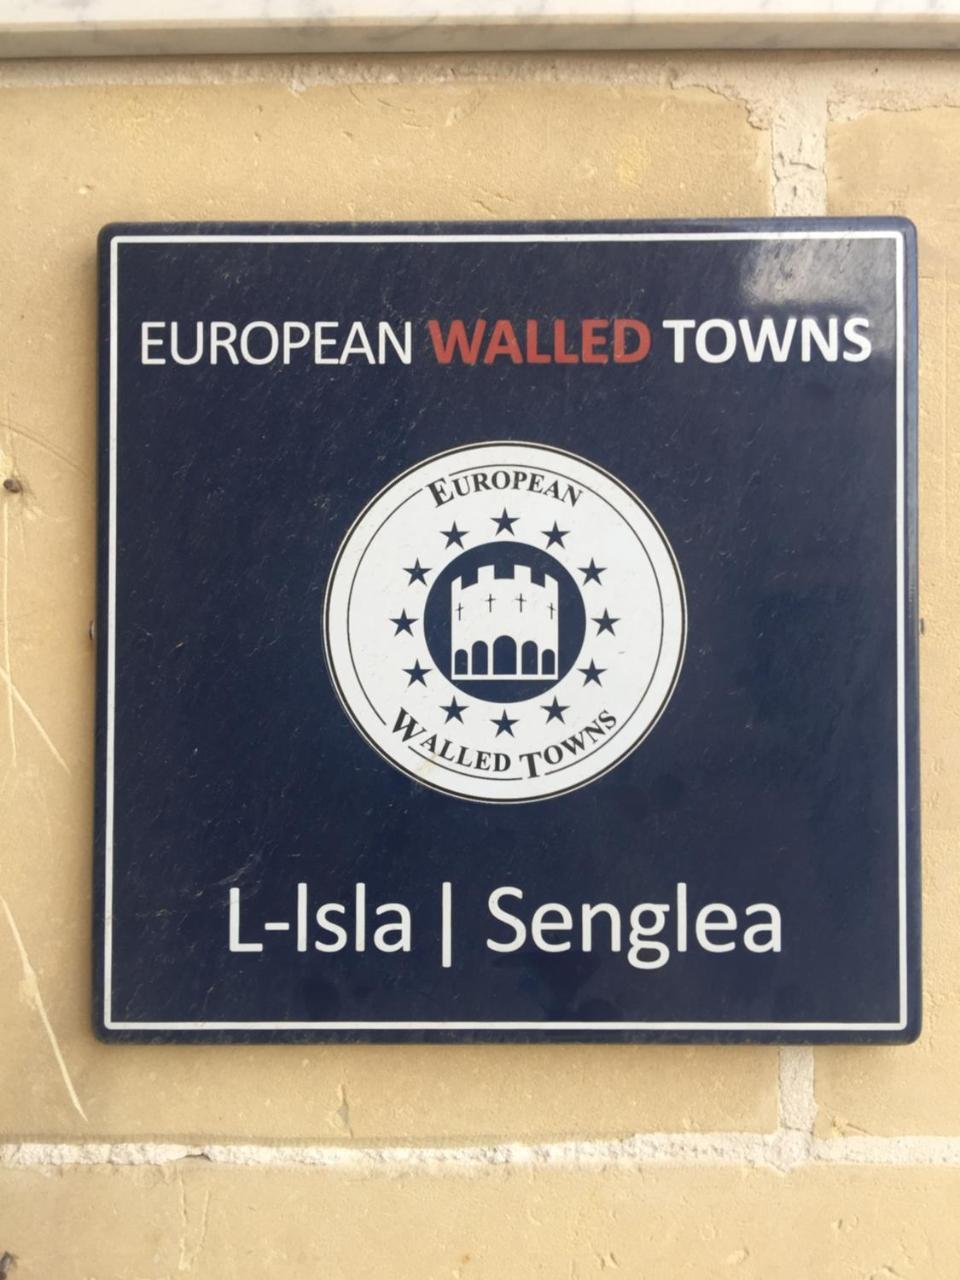 EUROPEAN WALLED TOWNS
EUROPEAN
WALLED TOWNS
L-Isla | Senglea